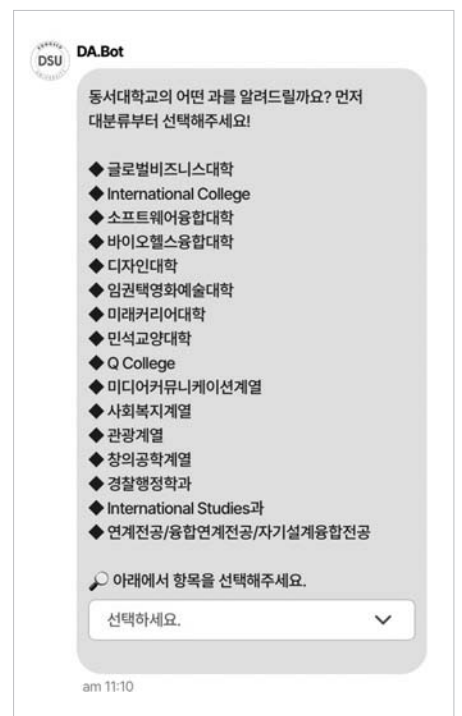 DSU
DA.Bot
동서대학교의 어떤 과를 알려드릴까요? 먼저
대분류부터 선택해주세요!
◆ 글로벌비즈니스대학
◆ International College
◆ 소프트웨어융합대학
◆ 바이오헬스융합대학
◆ 디자인대학
◆ 임권택영화예술대학
◆ 미래커리어대학
◆ 민석교양대학
◆ Q College
◆ 미디어커뮤니케이션계열
◆ 사회복지계열
◆ 관광계열
◆ 창의공학계열
◆ 경찰행정학과
◆ International Studies과
◆ 연계전공/융합연계전공/자기설계융합전공
🔎 아래에서 항목을 선택해주세요.
선택하세요.
am 11:10